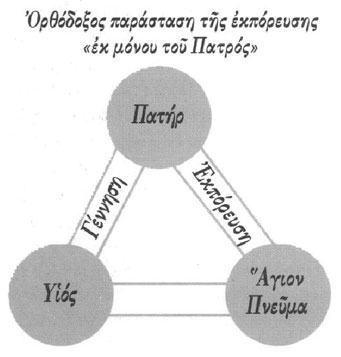 Ὀρθόδοξος παράσταση τῆς ἐκπόρευσης
«ἐκ μόνου τοῦ Πατρός»
Πατήρ
Γέννηση
Ἐκπόρευση
Υἱός
Ἅγιον
Πνεῦμα